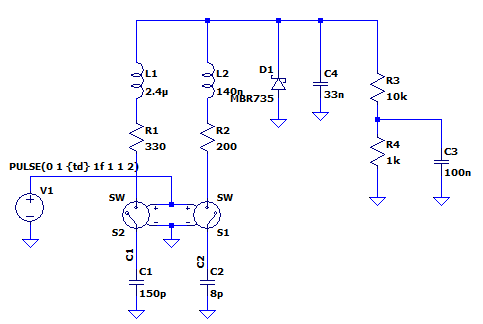 L1
2.4µ
L2
140n
D1
MBR735
C4
33n
R3
10k
R1
330
R2
200
R4
1k
C3
100n
PULSE(0 1 {td} 1f 1 1 2)
V1
SW
SW
S2
S1
C1
C2
C1
150p
C2
8p